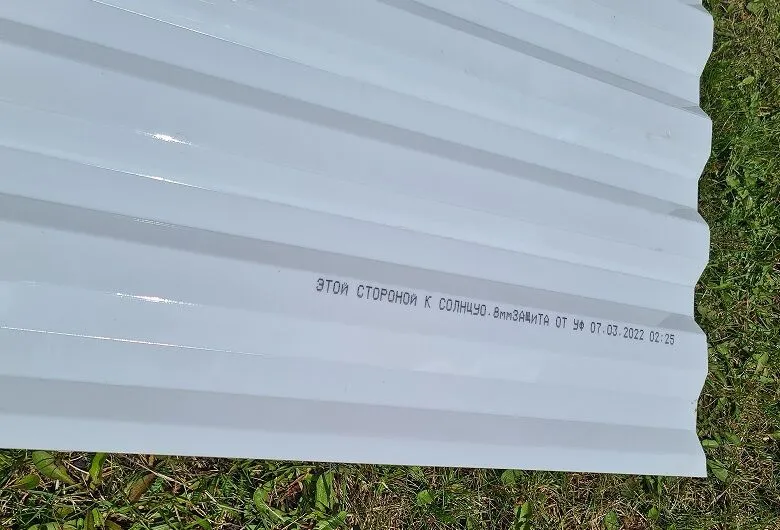 ЭТОЙ СТОРОНОЙ К СОЛНЦУ0.8ммЗАЩИТА ОТ УФ 07.03.2022 02:25